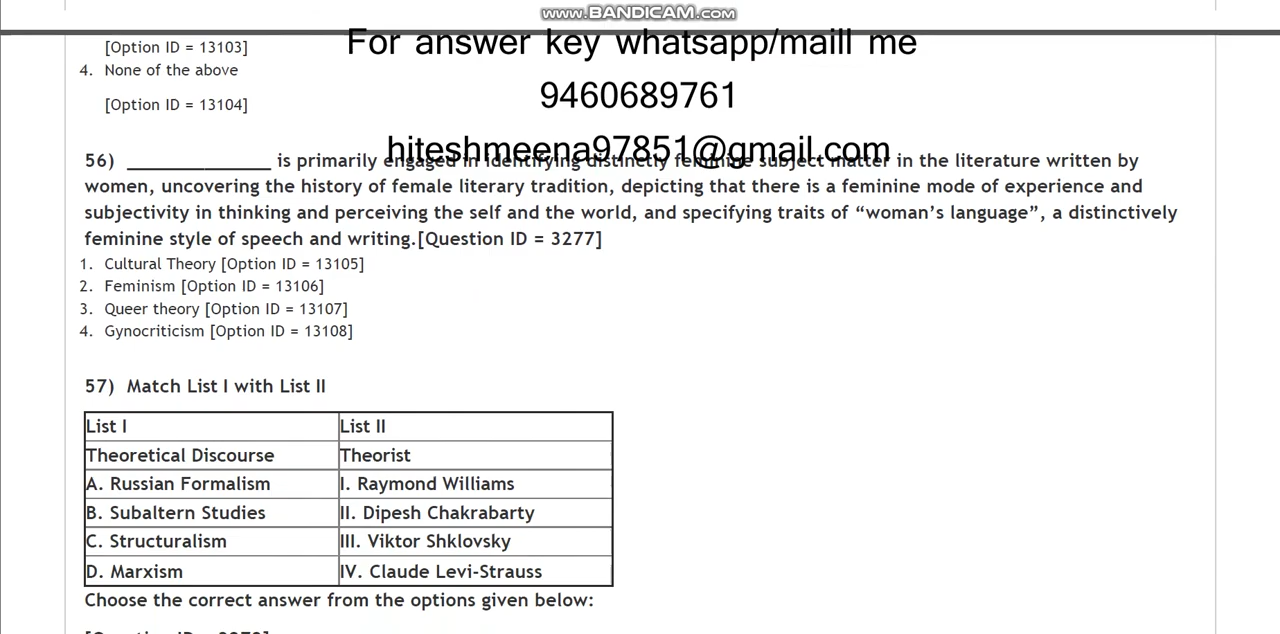 www.BANDICAM.com
[Option ID = 13103]
For answer key whatsapp/maill me
4. None of the above
9460689761
[Option ID = 13104]
hiteshmeena97851@gmail.com
56) ______________ is primarily engaged in identifying distinctly feminine subject matter in the literature written by
women, uncovering the history of female literary tradition, depicting that there is a feminine mode of experience and
subjectivity in thinking and perceiving the self and the world, and specifying traits of “woman’s language”, a distinctively
feminine style of speech and writing.[Question ID = 3277]
1. Cultural Theory [Option ID = 13105]
2. Feminism [Option ID = 13106]
3. Queer theory [Option ID = 13107]
4. Gynocriticism [Option ID = 13108]
57) Match List I with List II
List I List II
Theoretical Discourse Theorist
A. Russian Formalism I. Raymond Williams
B. Subaltern Studies II. Dipesh Chakrabarty
C. Structuralism III. Viktor Shklovsky
D. Marxism IV. Claude Levi-Strauss
Choose the correct answer from the options given below: